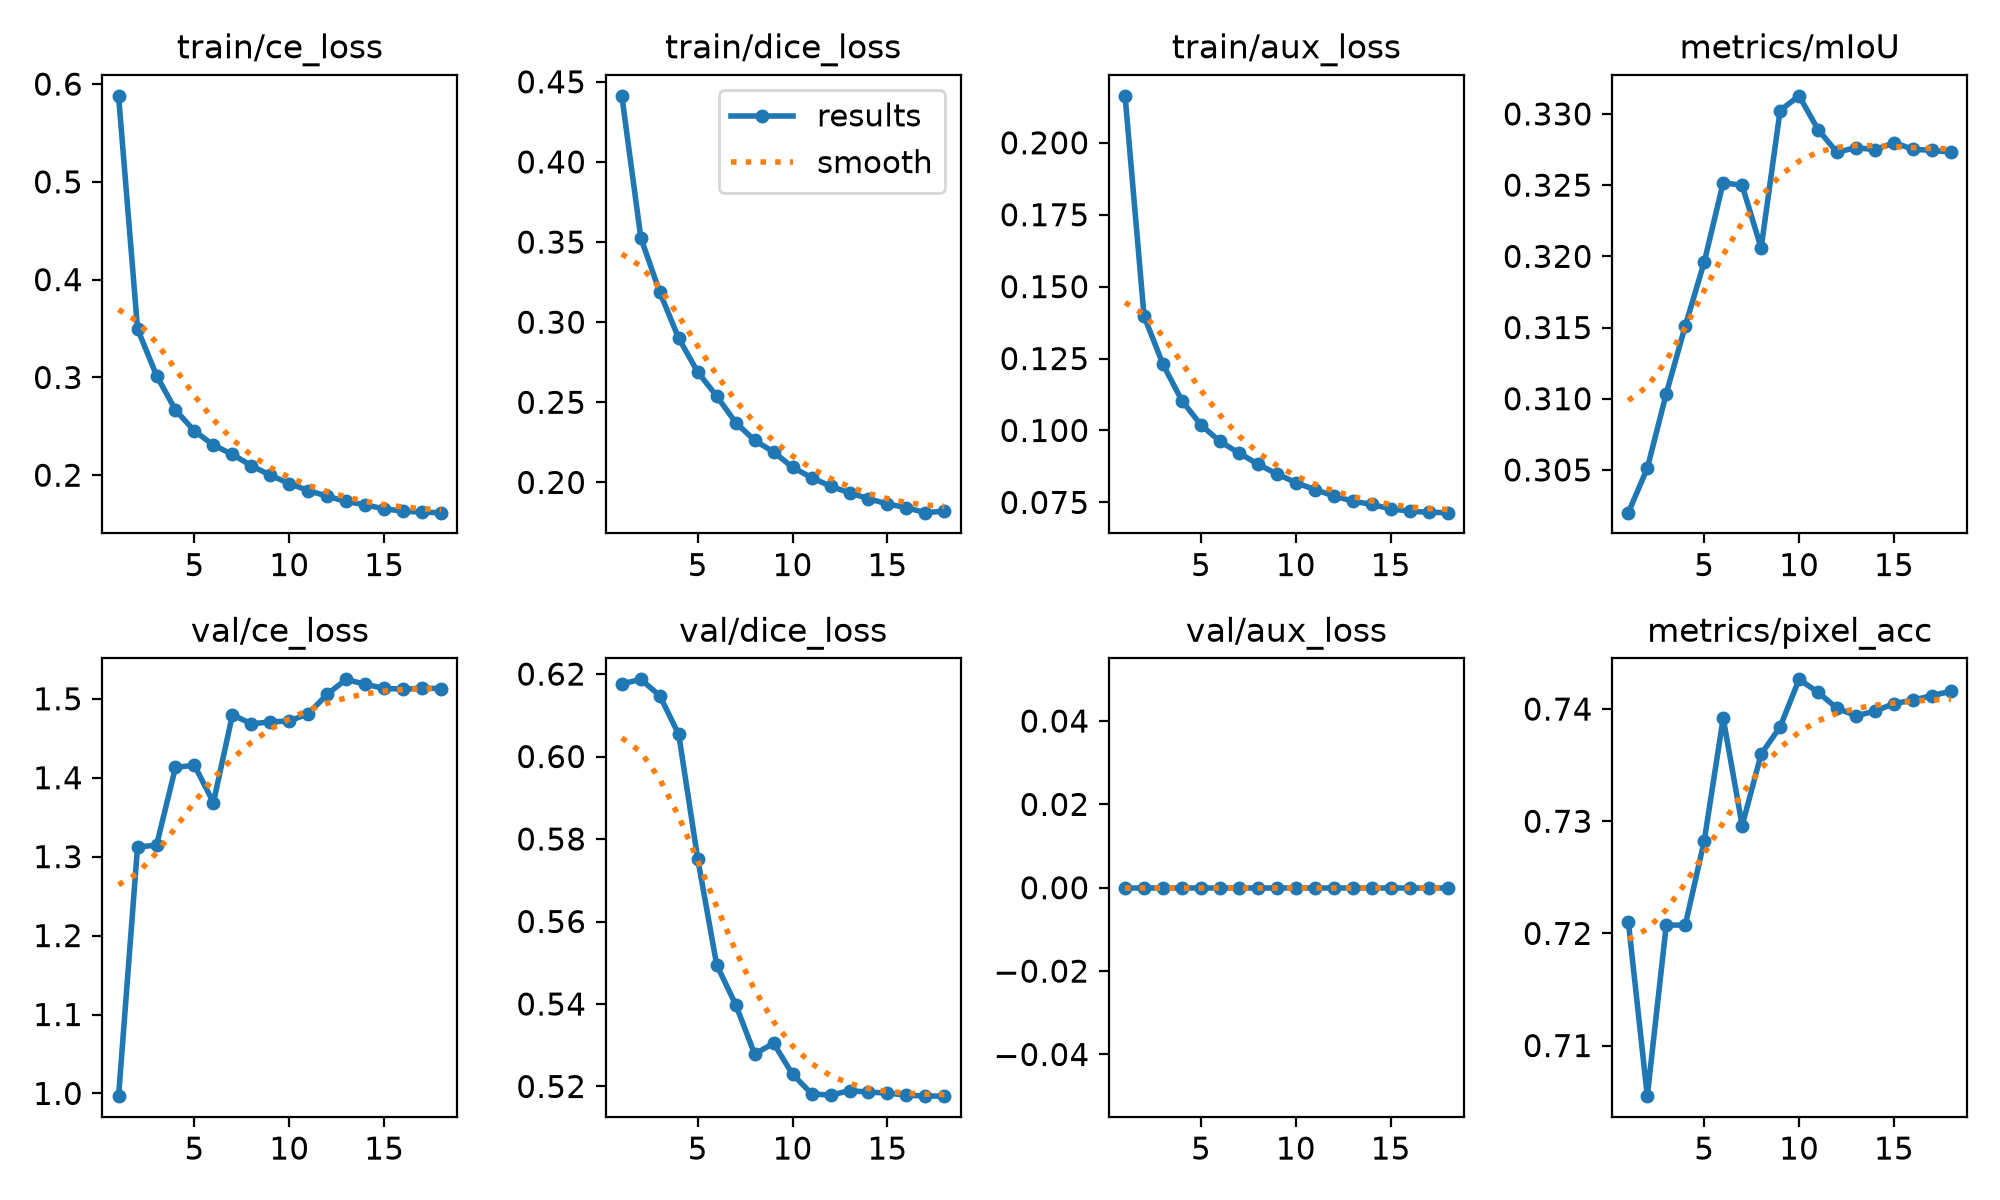 train/ce_loss
0.6
0.5
0.4
0.3
0.2
5 10 15
train/dice_loss
results
smooth
0.45
0.40
0.35
0.30
0.25
0.20
5 10 15
train/aux_loss
0.200
0.175
0.150
0.125
0.100
0.075
5 10 15
metrics/mIoU
0.330
0.325
0.320
0.315
0.310
0.305
5 10 15
val/ce_loss
1.5
1.4
1.3
1.2
1.1
1.0
5 10 15
val/dice_loss
0.62
0.60
0.58
0.56
0.54
0.52
5 10 15
val/aux_loss
0.04
0.02
0.00
−0.02
−0.04
5 10 15
metrics/pixel_acc
0.74
0.73
0.72
0.71
5 10 15